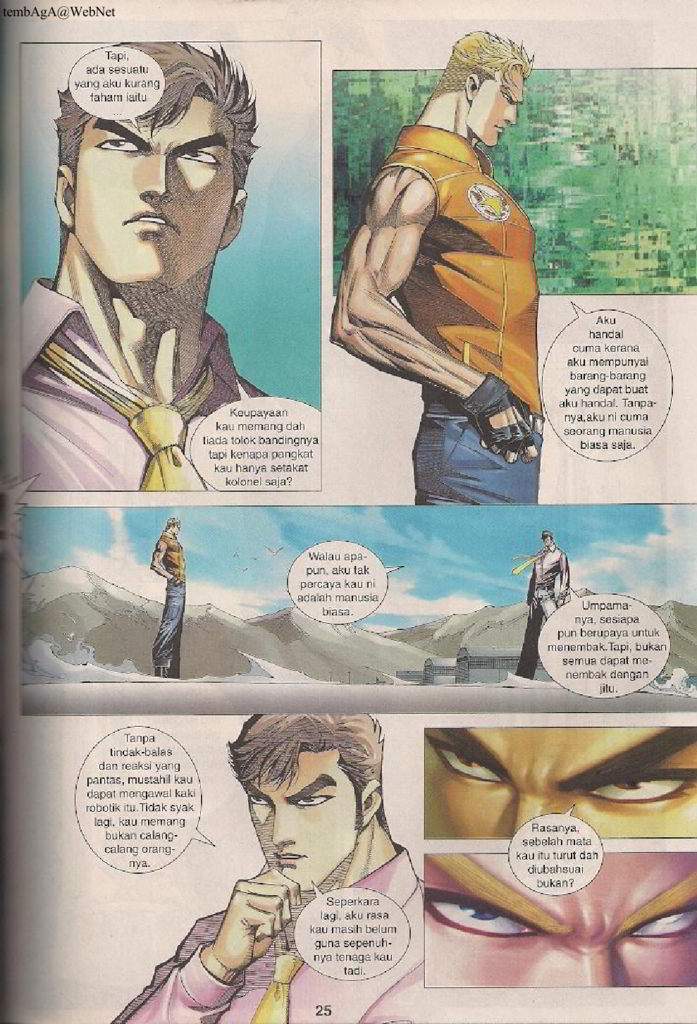 tembAgA@WebNet
Tapi,
ada sesuatu
yang aku kurang
faham iaitu
...
Keupayaan
kau memang dah
tiada tolok bandingnya
tapi kenapa pangkat
kau hanya setakat
kolonel saja?
Aku
handal
cuma kerana
aku mempunyai
barang-barang
yang dapat buat
aku handal. Tanpa-
nya,aku ni cuma
seorang manusia
biasa saja.
Walau apa-
pun, aku tak
percaya kau ni
adalah manusia
biasa.
Umpama-
nya, sesiapa
pun berupaya untuk
menembak.Tapi, bukan
semua dapat me-
nembak dengan
jitu.
Tanpa
tindak-balas
dan reaksi yang
pantas, mustahil kau
dapat mengawal kaki
robotik itu.Tidak syak
lagi, kau memang
bukan calang-
calang orang-
nya.
Seperkara
lagi, aku rasa
kau masih belum
guna sepenuh-
nya tenaga kau
tadi.
Rasanya,
sebelah mata
kau itu turut dah
diubahsuai
bukan?
25